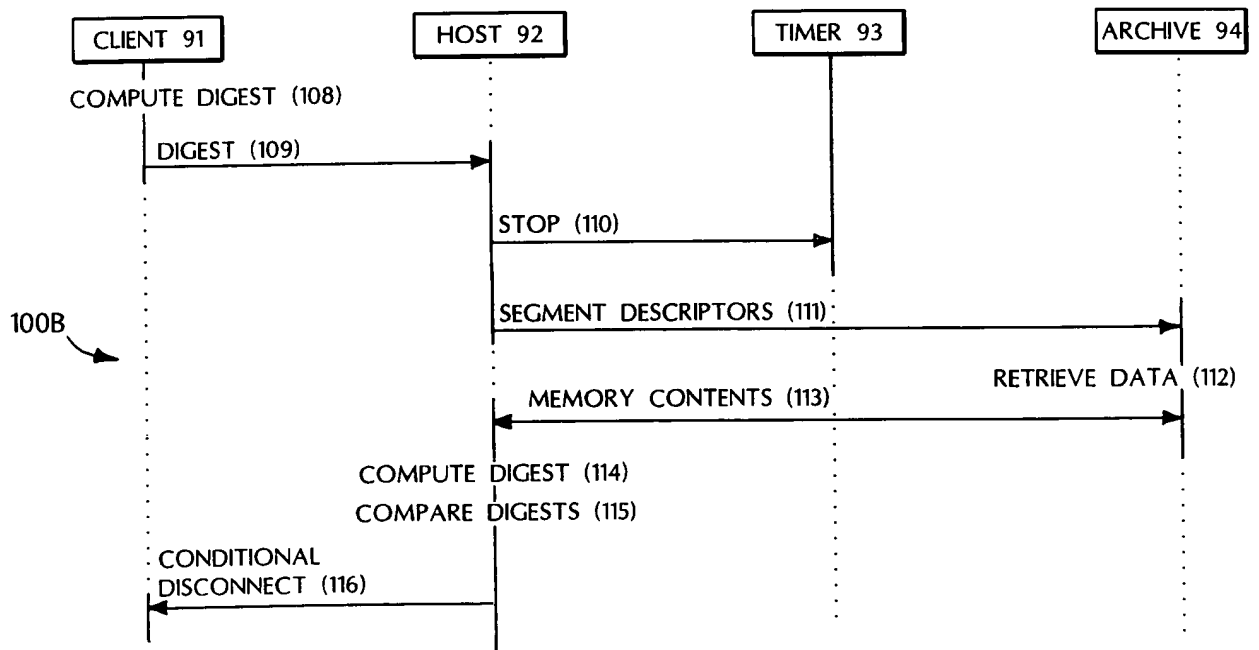 CLIENT 91
HOST 92
TIMER 93
ARCHIVE 94
COMPUTE DIGEST (108)
DIGEST (109)
STOP (110)
SEGMENT DESCRIPTORS (111)
100B
RETRIEVE DATA (112)
MEMORY CONTENTS (113)
COMPUTE DIGEST (114)
COMPARE DIGESTS (115)
CONDITIONAL
DISCONNECT (116)